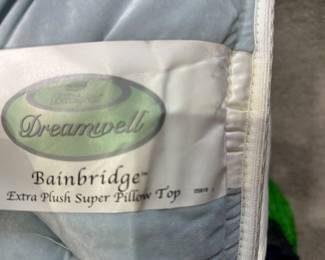 Dreamwell
Bainbridge™
Extra Plush Super Pillow Top